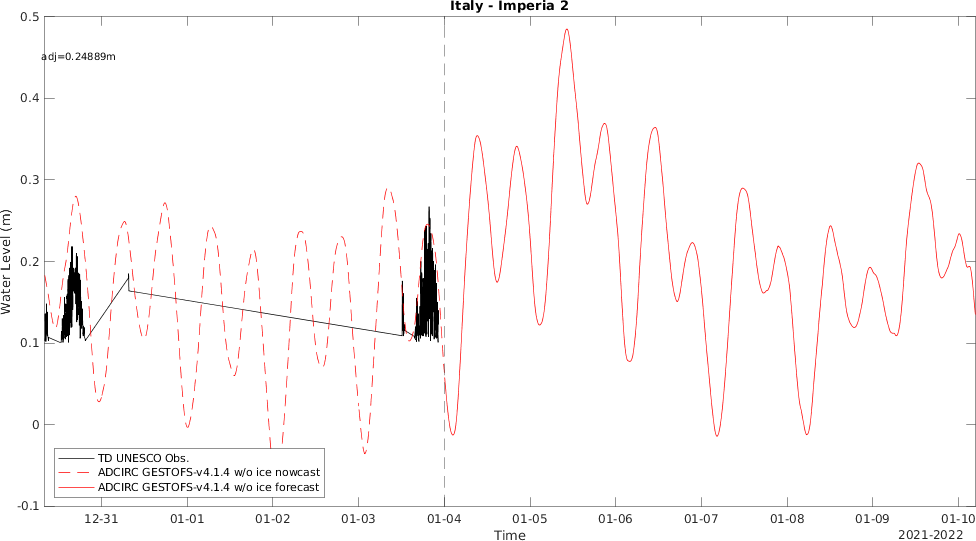 Italy - Imperia 2
0.5
adj=0.24889m
0.4
0.3
0.2
0.1
0
-0.1
Water Level (m)
TD UNESCO Obs.
ADCIRC GESTOFS-v4.1.4 w/o ice nowcast
ADCIRC GESTOFS-v4.1.4 w/o ice forecast
12-31 01-01 01-02 01-03 01-04 01-05 01-06 01-07 01-08 01-09 01-10
Time
2021-2022